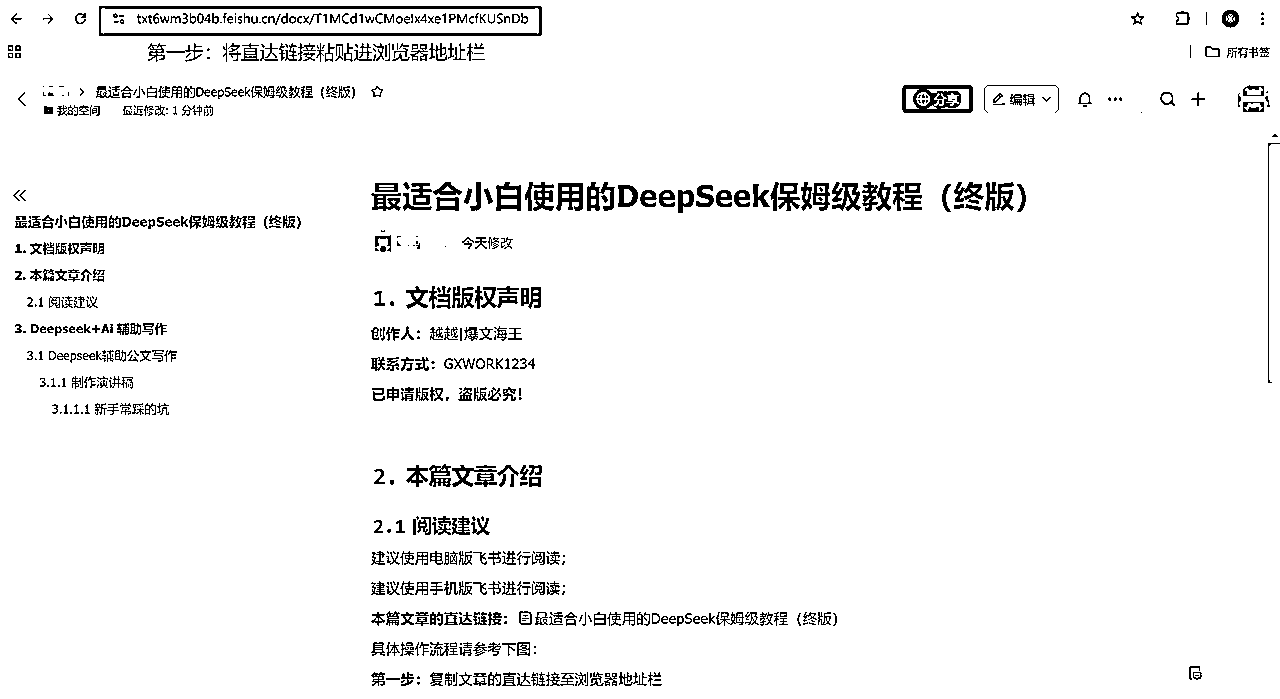 txt6wm3b04b.feishu.cn/docx/T1MCd1wCMoelx4xe1PMcfKUSnDb
第一步：将直达链接粘贴进浏览器地址栏
所有书签
最适合小白使用的DeepSeek保姆级教程（终版）
我的空间 最近修改: 1 分钟前
分享
编辑
最适合小白使用的DeepSeek保姆级教程（终版）
1. 文档版权声明
2. 本篇文章介绍
2.1 阅读建议
3. Deepseek+Ai 辅助写作
3.1 Deepseek辅助公文写作
3.1.1 制作演讲稿
3.1.1.1 新手常踩的坑
最适合小白使用的DeepSeek保姆级教程（终版）
今天修改
1. 文档版权声明
创作人：越越|爆文海王
联系方式：GXWORK1234
已申请版权，盗版必究！
2. 本篇文章介绍
2.1 阅读建议
建议使用电脑版飞书进行阅读；
建议使用手机版飞书进行阅读；
本篇文章的直达链接：最适合小白使用的DeepSeek保姆级教程（终版）
具体操作流程请参考下图：
第一步：复制文章的直达链接至浏览器地址栏